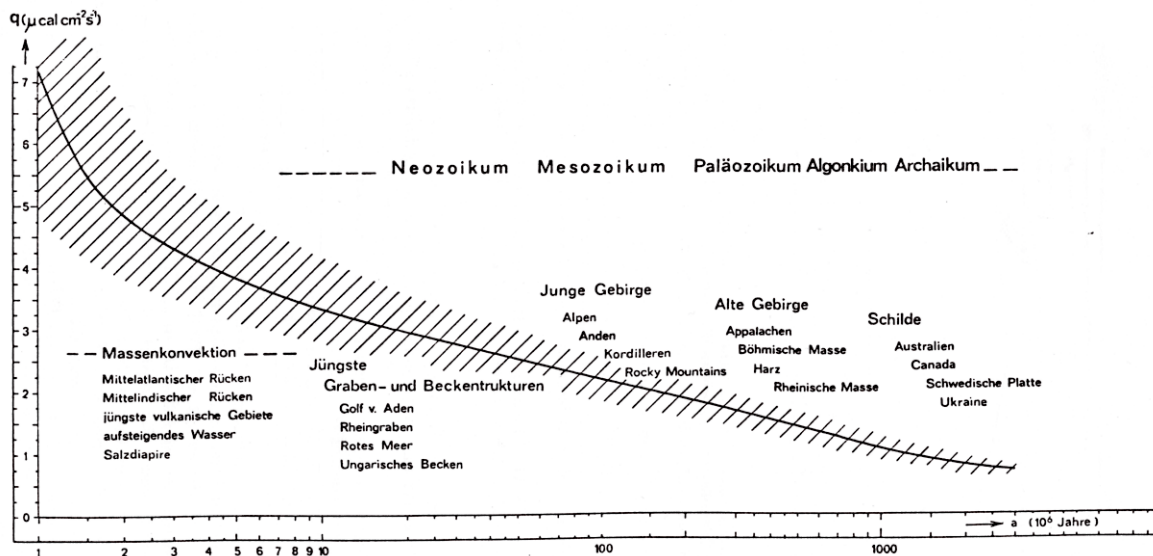 q (μ cal cm⁻²s⁻¹)
7
6
5
4
3
2
1
0
Neozoikum Mesozoikum Paläozoikum Algonkium Archaikum
Massenkonvektion
Mittelatlantischer Rücken
Mittelindischer Rücken
jüngste vulkanische Gebiete
aufsteigendes Wasser
Salzdiapire
Jüngste
Graben- und Beckentrukturen
Golf v. Aden
Rheingraben
Rotes Meer
Ungarisches Becken
Junge Gebirge
Alpen
Anden
Kordilleren
Rocky Mountains
Alte Gebirge
Appalachen
Böhmische Masse
Harz
Rheinische Masse
Schilde
Australien
Canada
Schwedische Platte
Ukraine
a (10⁶ Jahre)
1 2 3 4 5 6 7 8 9 10 100 1000